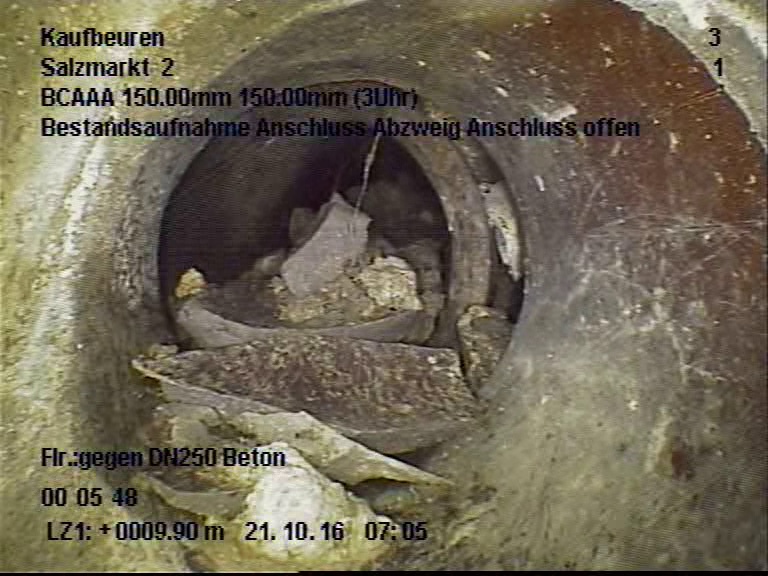 Kaufbeuren 3
Salzmarkt 2 1
BCAAA 150.00mm 150.00mm (3Uhr)
Bestandsaufnahme Anschluss Abzweig Anschluss offen
Flr.:gegen DN250 Beton
00 05 48
LZ1: +0009.90 m 21. 10. 16 07: 05